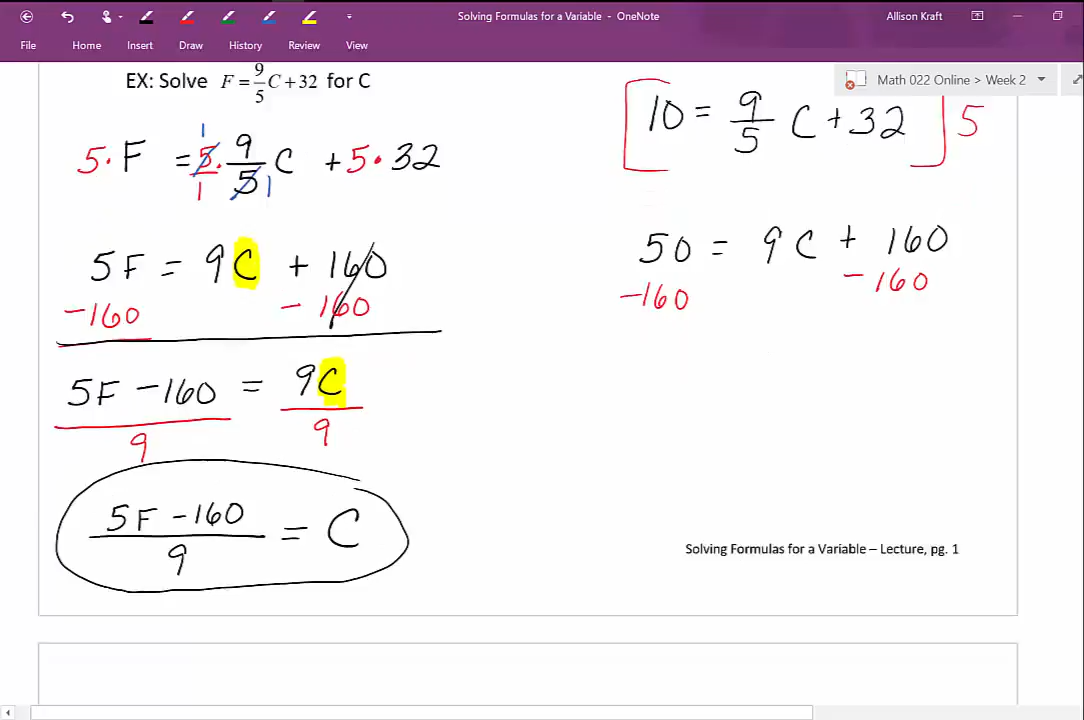 Solving Formulas for a Variable - OneNote
Allison Kraft
File Home Insert Draw History Review View
Math 022 Online > Week 2
EX: Solve F = 9/5 C + 32 for C
5 · F = 5/1 · 9/5 C + 5 · 32
1
1
5F = 9C + 160
-160 - 160
5F - 160 = 9C
9 9
5F - 160 / 9 = C
[10 = 9/5 C + 32] 5
50 = 9C + 160
-160 -160
Solving Formulas for a Variable – Lecture, pg. 1